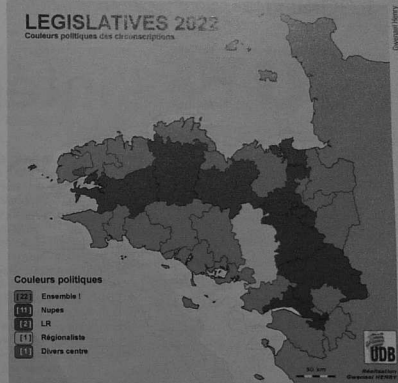 LEGISLATIVES 2022
Couleurs politiques des circonscriptions
Couleurs politiques
[22] Ensemble !
[11] Nupes
[2] LR
[1] Régionaliste
[1] Divers centre
50 km
UDB
Réalisation